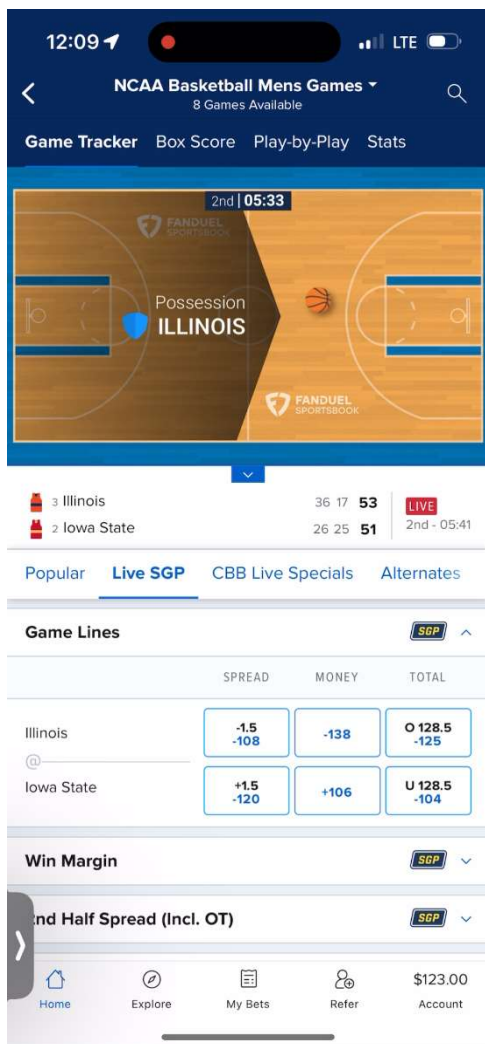 12:09
LTE
NCAA Basketball Mens Games
8 Games Available
Game Tracker Box Score Play-by-Play Stats
2nd | 05:33
FANDUEL
SPORTSBOOK
Possession
ILLINOIS
FANDUEL
SPORTSBOOK
3 Illinois 36 17 53 LIVE
2 Iowa State 26 25 51 2nd - 05:41
Popular Live SGP CBB Live Specials Alternates
Game Lines SGP
SPREAD MONEY TOTAL
Illinois -1.5 -108 -138 O 128.5 -125
@
Iowa State +1.5 -120 +106 U 128.5 -104
Win Margin SGP
nd Half Spread (Incl. OT) SGP
Home Explore My Bets Refer $123.00 Account